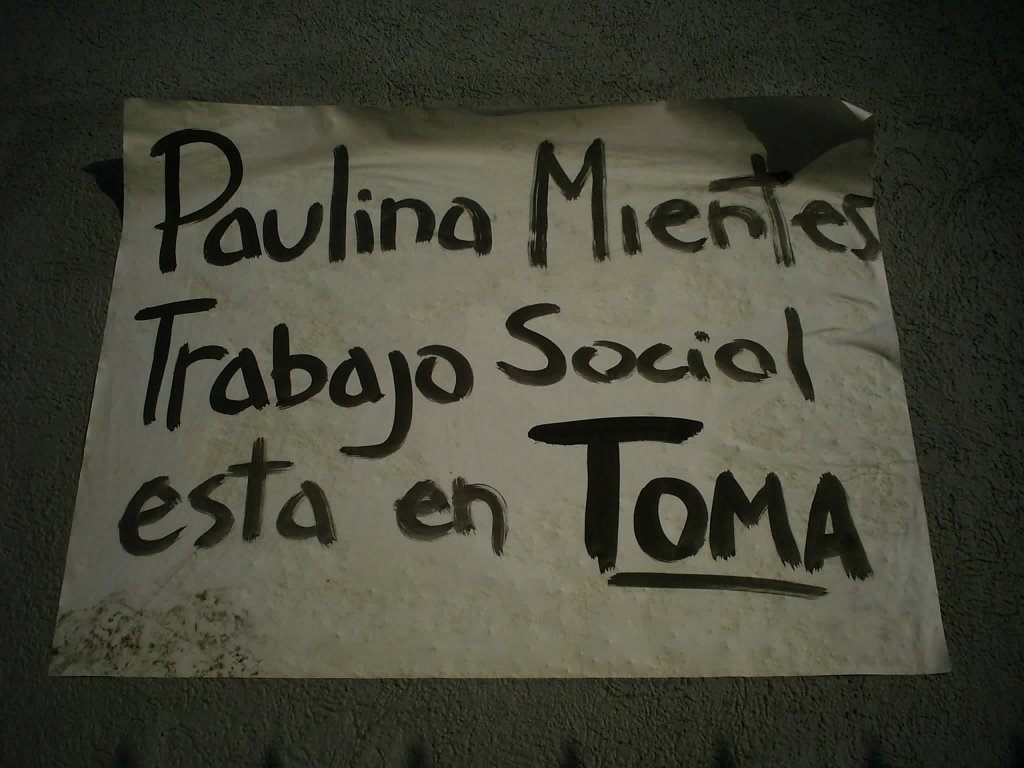 Paulina Mientes
Trabajo Social
esta en TOMA